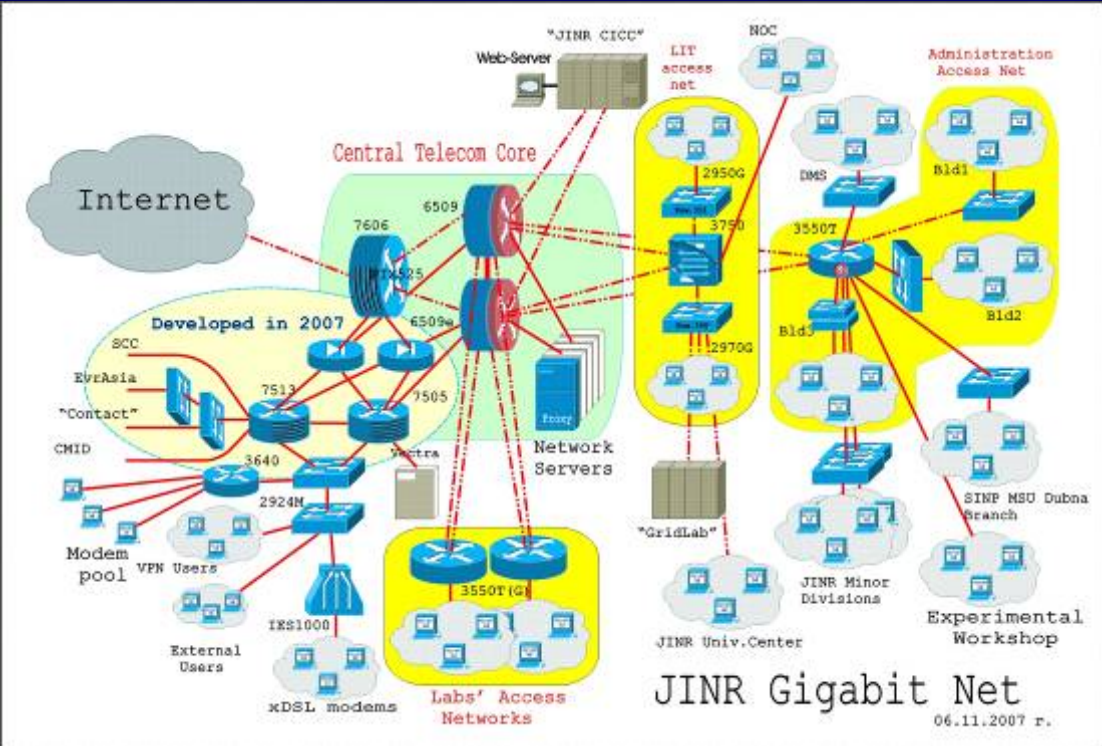 "JINR CICC"
Web-Server
NOC
LIT
access
net
Administration
Access Net
Central Telecom Core
Internet
6509
7606
PIX525
6509e
2950G
3750
2970G
DMS
3550T
Bld1
Bld2
Bld3
Developed in 2007
SCC
EvrAsia
"Contact"
CMID
7513
7505
3640
2924M
Vectra
Proxy
Network
Servers
Modem
pool
VPN Users
External
Users
IES1000
xDSL modems
3550T(G)
Labs' Access
Networks
"GridLab"
JINR Univ.Center
JINR Minor
Divisions
SINP MSU Dubna
Branch
Experimental
Workshop
JINR Gigabit Net
06.11.2007 г.